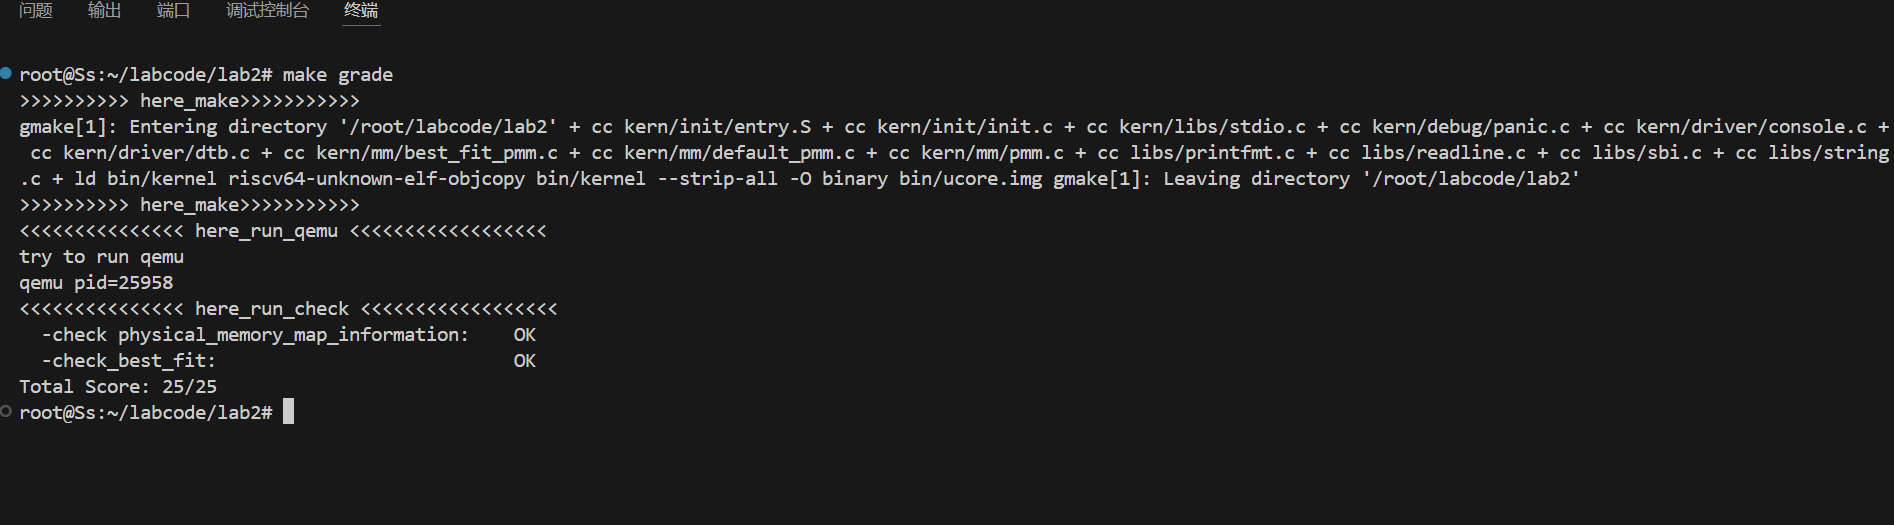 问题 输出 端口 调试控制台 终端
root@Ss:~/labcode/lab2# make grade
>>>>>>>>>> here_make>>>>>>>>>>>
gmake[1]: Entering directory '/root/labcode/lab2' + cc kern/init/entry.S + cc kern/init/init.c + cc kern/libs/stdio.c + cc kern/debug/panic.c + cc kern/driver/console.c +
cc kern/driver/dtb.c + cc kern/mm/best_fit_pmm.c + cc kern/mm/default_pmm.c + cc kern/mm/pmm.c + cc libs/printfmt.c + cc libs/readline.c + cc libs/sbi.c + cc libs/string
.c + ld bin/kernel riscv64-unknown-elf-objcopy bin/kernel --strip-all -O binary bin/ucore.img gmake[1]: Leaving directory '/root/labcode/lab2'
>>>>>>>>>> here_make>>>>>>>>>>>
<<<<<<<<<<<<<<< here_run_qemu <<<<<<<<<<<<<<<<<<
try to run qemu
qemu pid=25958
<<<<<<<<<<<<<<< here_run_check <<<<<<<<<<<<<<<<<<
-check physical_memory_map_information: OK
-check_best_fit: OK
Total Score: 25/25
root@Ss:~/labcode/lab2#